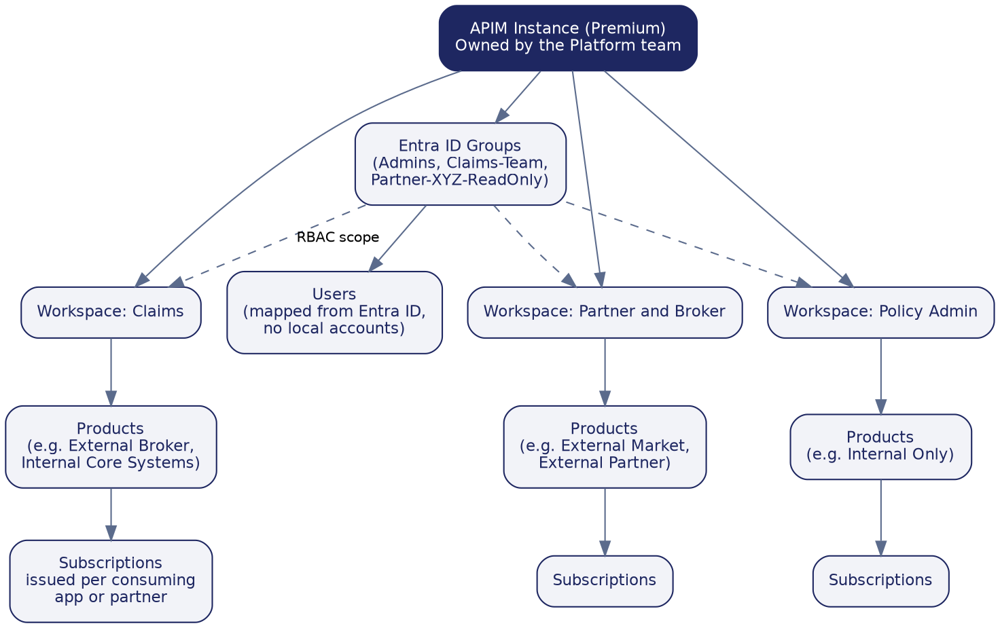 APIM Instance (Premium)
Owned by the Platform team
Entra ID Groups
(Admins, Claims-Team,
Partner-XYZ-ReadOnly)
RBAC scope
Workspace: Claims
Users
(mapped from Entra ID,
no local accounts)
Workspace: Partner and Broker
Workspace: Policy Admin
Products
(e.g. External Broker,
Internal Core Systems)
Products
(e.g. External Market,
External Partner)
Products
(e.g. Internal Only)
Subscriptions
issued per consuming
app or partner
Subscriptions
Subscriptions